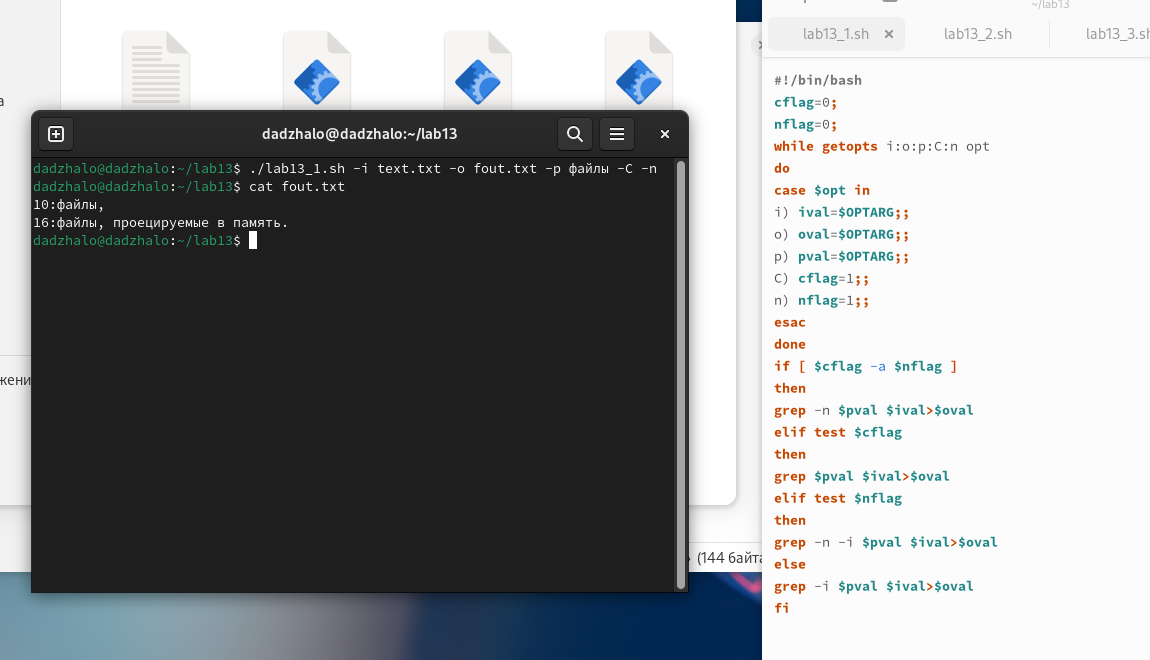 ~/lab13
lab13_1.sh × lab13_2.sh lab13_3.sh
а
жени
(144 байта
dadzhalo@dadzhalo:~/lab13
dadzhalo@dadzhalo:~/lab13$ ./lab13_1.sh -i text.txt -o fout.txt -p файлы -C -n
dadzhalo@dadzhalo:~/lab13$ cat fout.txt
10:файлы,
16:файлы, проецируемые в память.
dadzhalo@dadzhalo:~/lab13$
#!/bin/bash
cflag=0;
nflag=0;
while getopts i:o:p:C:n opt
do
case $opt in
i) ival=$OPTARG;;
o) oval=$OPTARG;;
p) pval=$OPTARG;;
C) cflag=1;;
n) nflag=1;;
esac
done
if [ $cflag -a $nflag ]
then
grep -n $pval $ival>$oval
elif test $cflag
then
grep $pval $ival>$oval
elif test $nflag
then
grep -n -i $pval $ival>$oval
else
grep -i $pval $ival>$oval
fi